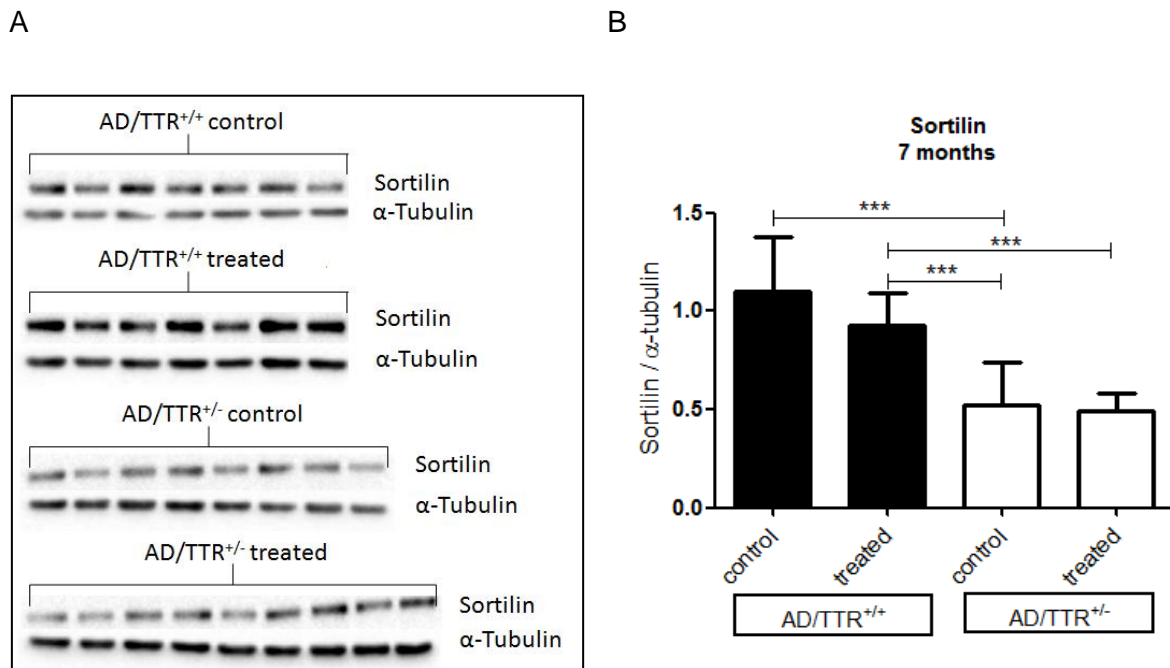 A
AD/TTR⁺/⁺ control
Sortilin
α-Tubulin
AD/TTR⁺/⁺ treated
Sortilin
α-Tubulin
AD/TTR⁺/⁻ control
Sortilin
α-Tubulin
AD/TTR⁺/⁻ treated
Sortilin
α-Tubulin
B
Sortilin
7 months
Sortilin / α-tubulin
1.5
1.0
0.5
0.0
***
***
***
control
treated
control
treated
AD/TTR⁺/⁺
AD/TTR⁺/⁻